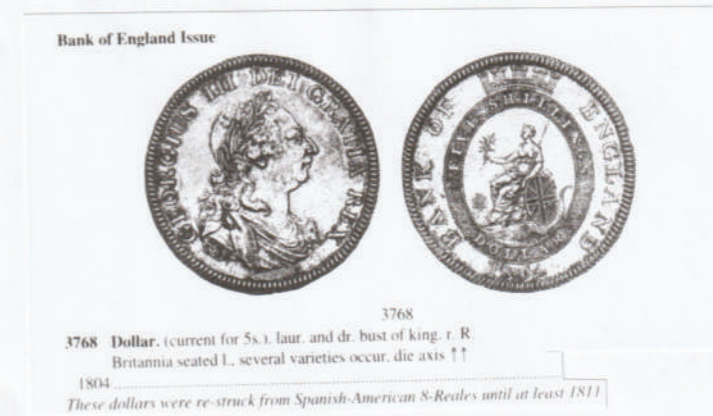 Bank of England Issue
GEORGIUS III DEI GRATIA REX
BANK OF ENGLAND
FIVE SHILLINGS
DOLLAR
1804
3768
3768 Dollar. (current for 5s.), laur. and dr. bust of king. r. R
Britannia seated l., several varieties occur, die axis ↑↑
1804
These dollars were re-struck from Spanish-American 8-Reales until at least 1811